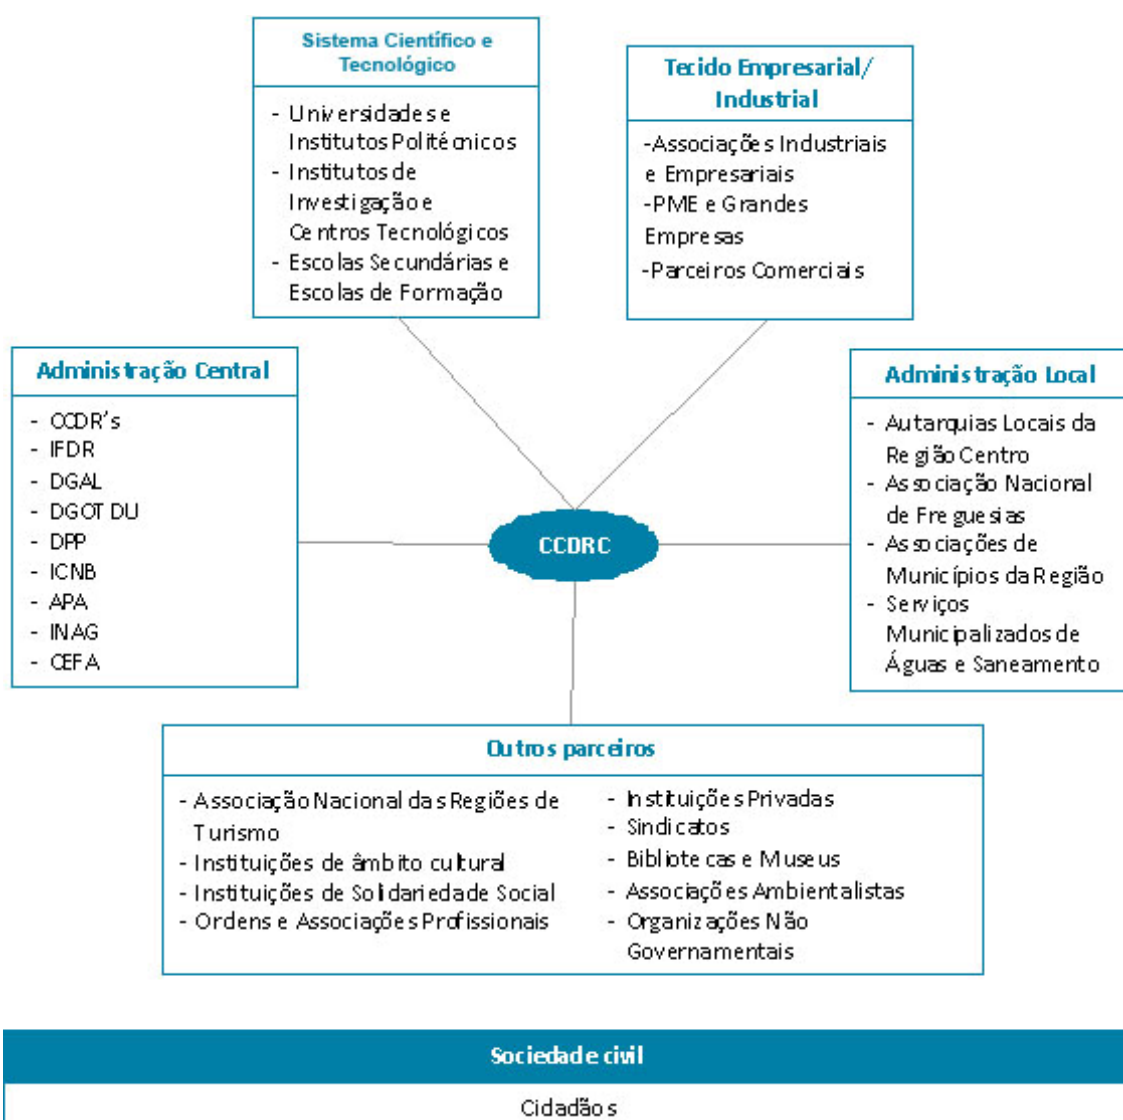 Sistema Científico e
Tecnológico
- Universidades e
Institutos Politécnicos
- Institutos de
Investigação e
Centros Tecnológicos
- Escolas Secundárias e
Escolas de Formação
Tecido Empresarial/
Industrial
-Associações Industriais
e Empresariais
-PME e Grandes
Empresas
-Parceiros Comerciais
Administração Central
- CCDR's
- IFDR
- DGAL
- DGOTDU
- DPP
- ICNB
- APA
- INAG
- CEFA
CCDRC
Administração Local
- Autarquias Locais da
Região Centro
- Associação Nacional
de Freguesias
- Associações de
Municípios da Região
- Serviços
Municipalizados de
Águas e Saneamento
Outros parceiros
- Associação Nacional das Regiões de
Turismo
- Instituições de âmbito cultural
- Instituições de Solidariedade Social
- Ordens e Associações Profissionais
- Instituições Privadas
- Sindicatos
- Bibliotecas e Museus
- Associações Ambientalistas
- Organizações Não
Governamentais
Sociedade civil
Cidadãos